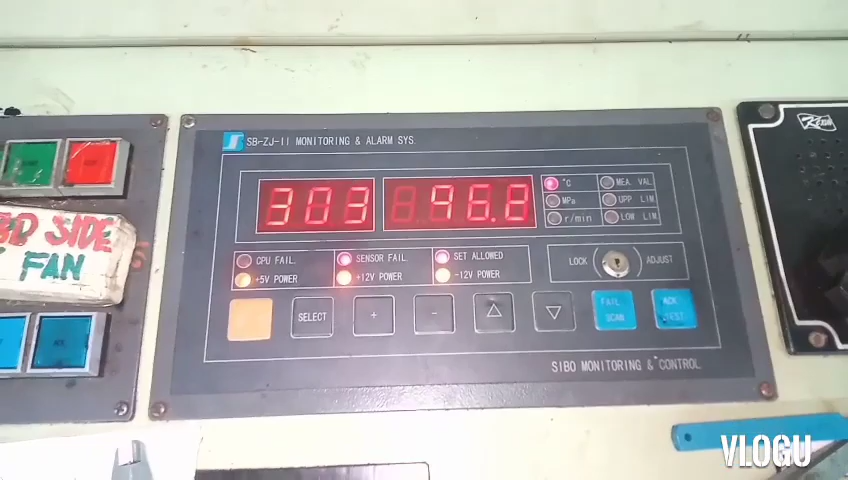 SB-ZJ-II MONITORING & ALARM SYS.
303
96.2
°C
MEA. VAL
MPa
UPP LIM
r/min
LOW LIM
CPU FAIL.
SENSOR FAIL.
SET ALLOWED
+5V POWER
+12V POWER
-12V POWER
LOCK
ADJUST
SELECT
+
-
FAIL
SCAN
ACK
TEST
SIBO MONITORING & CONTROL
SIDE
FAN
VLOGU